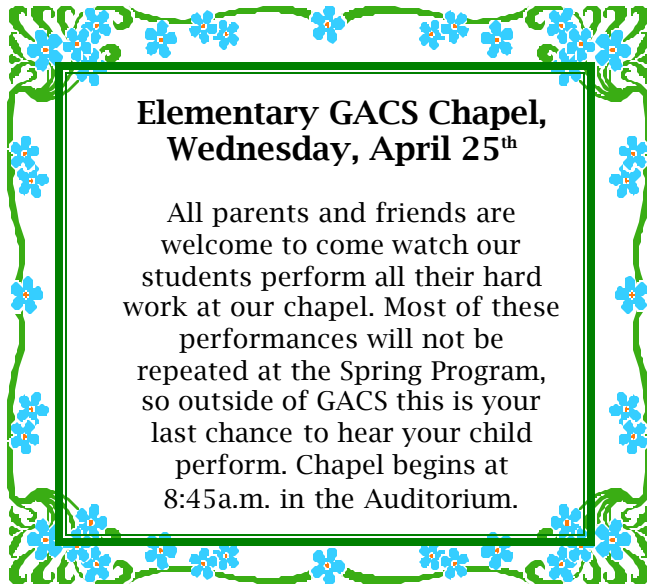 Elementary GACS Chapel,
Wednesday, April 25th
All parents and friends are
welcome to come watch our
students perform all their hard
work at our chapel. Most of these
performances will not be
repeated at the Spring Program,
so outside of GACS this is your
last chance to hear your child
perform. Chapel begins at
8:45a.m. in the Auditorium.